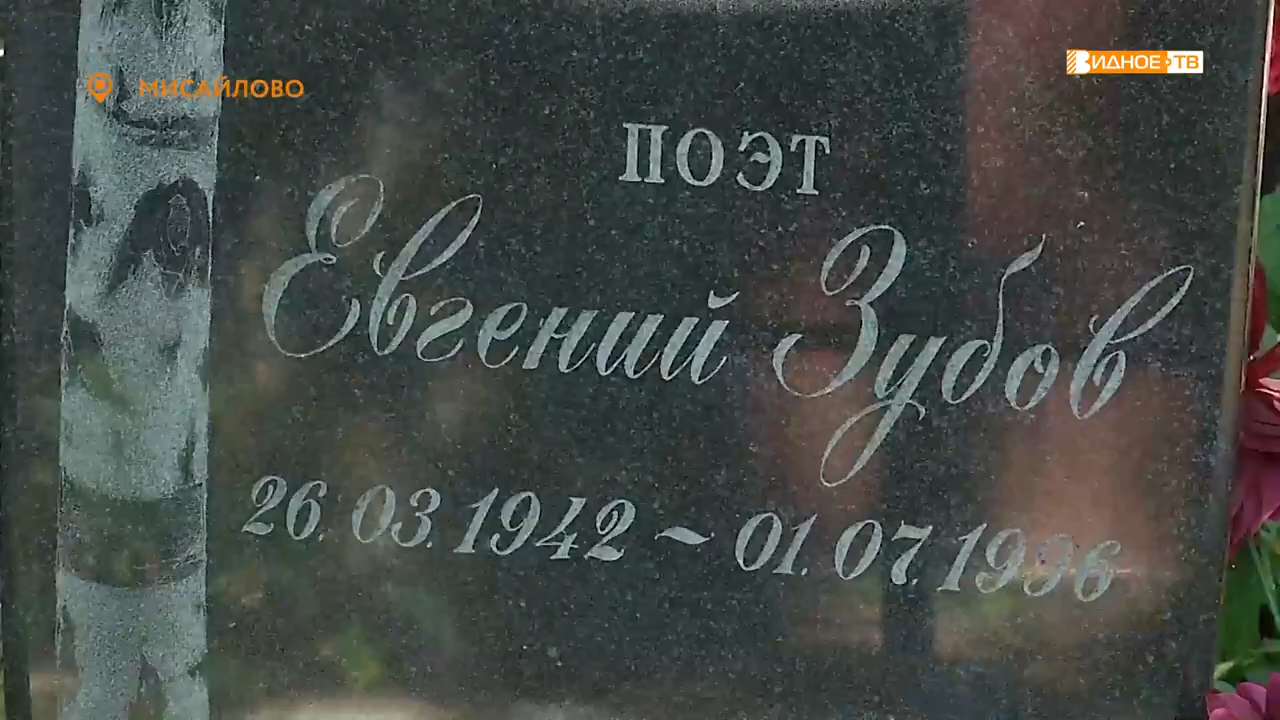 МИСАЙЛОВО
ВИДНОЕ ТВ
ПОЭТ
Евгений Зубов
26.03.1942 ~ 01.07.1996